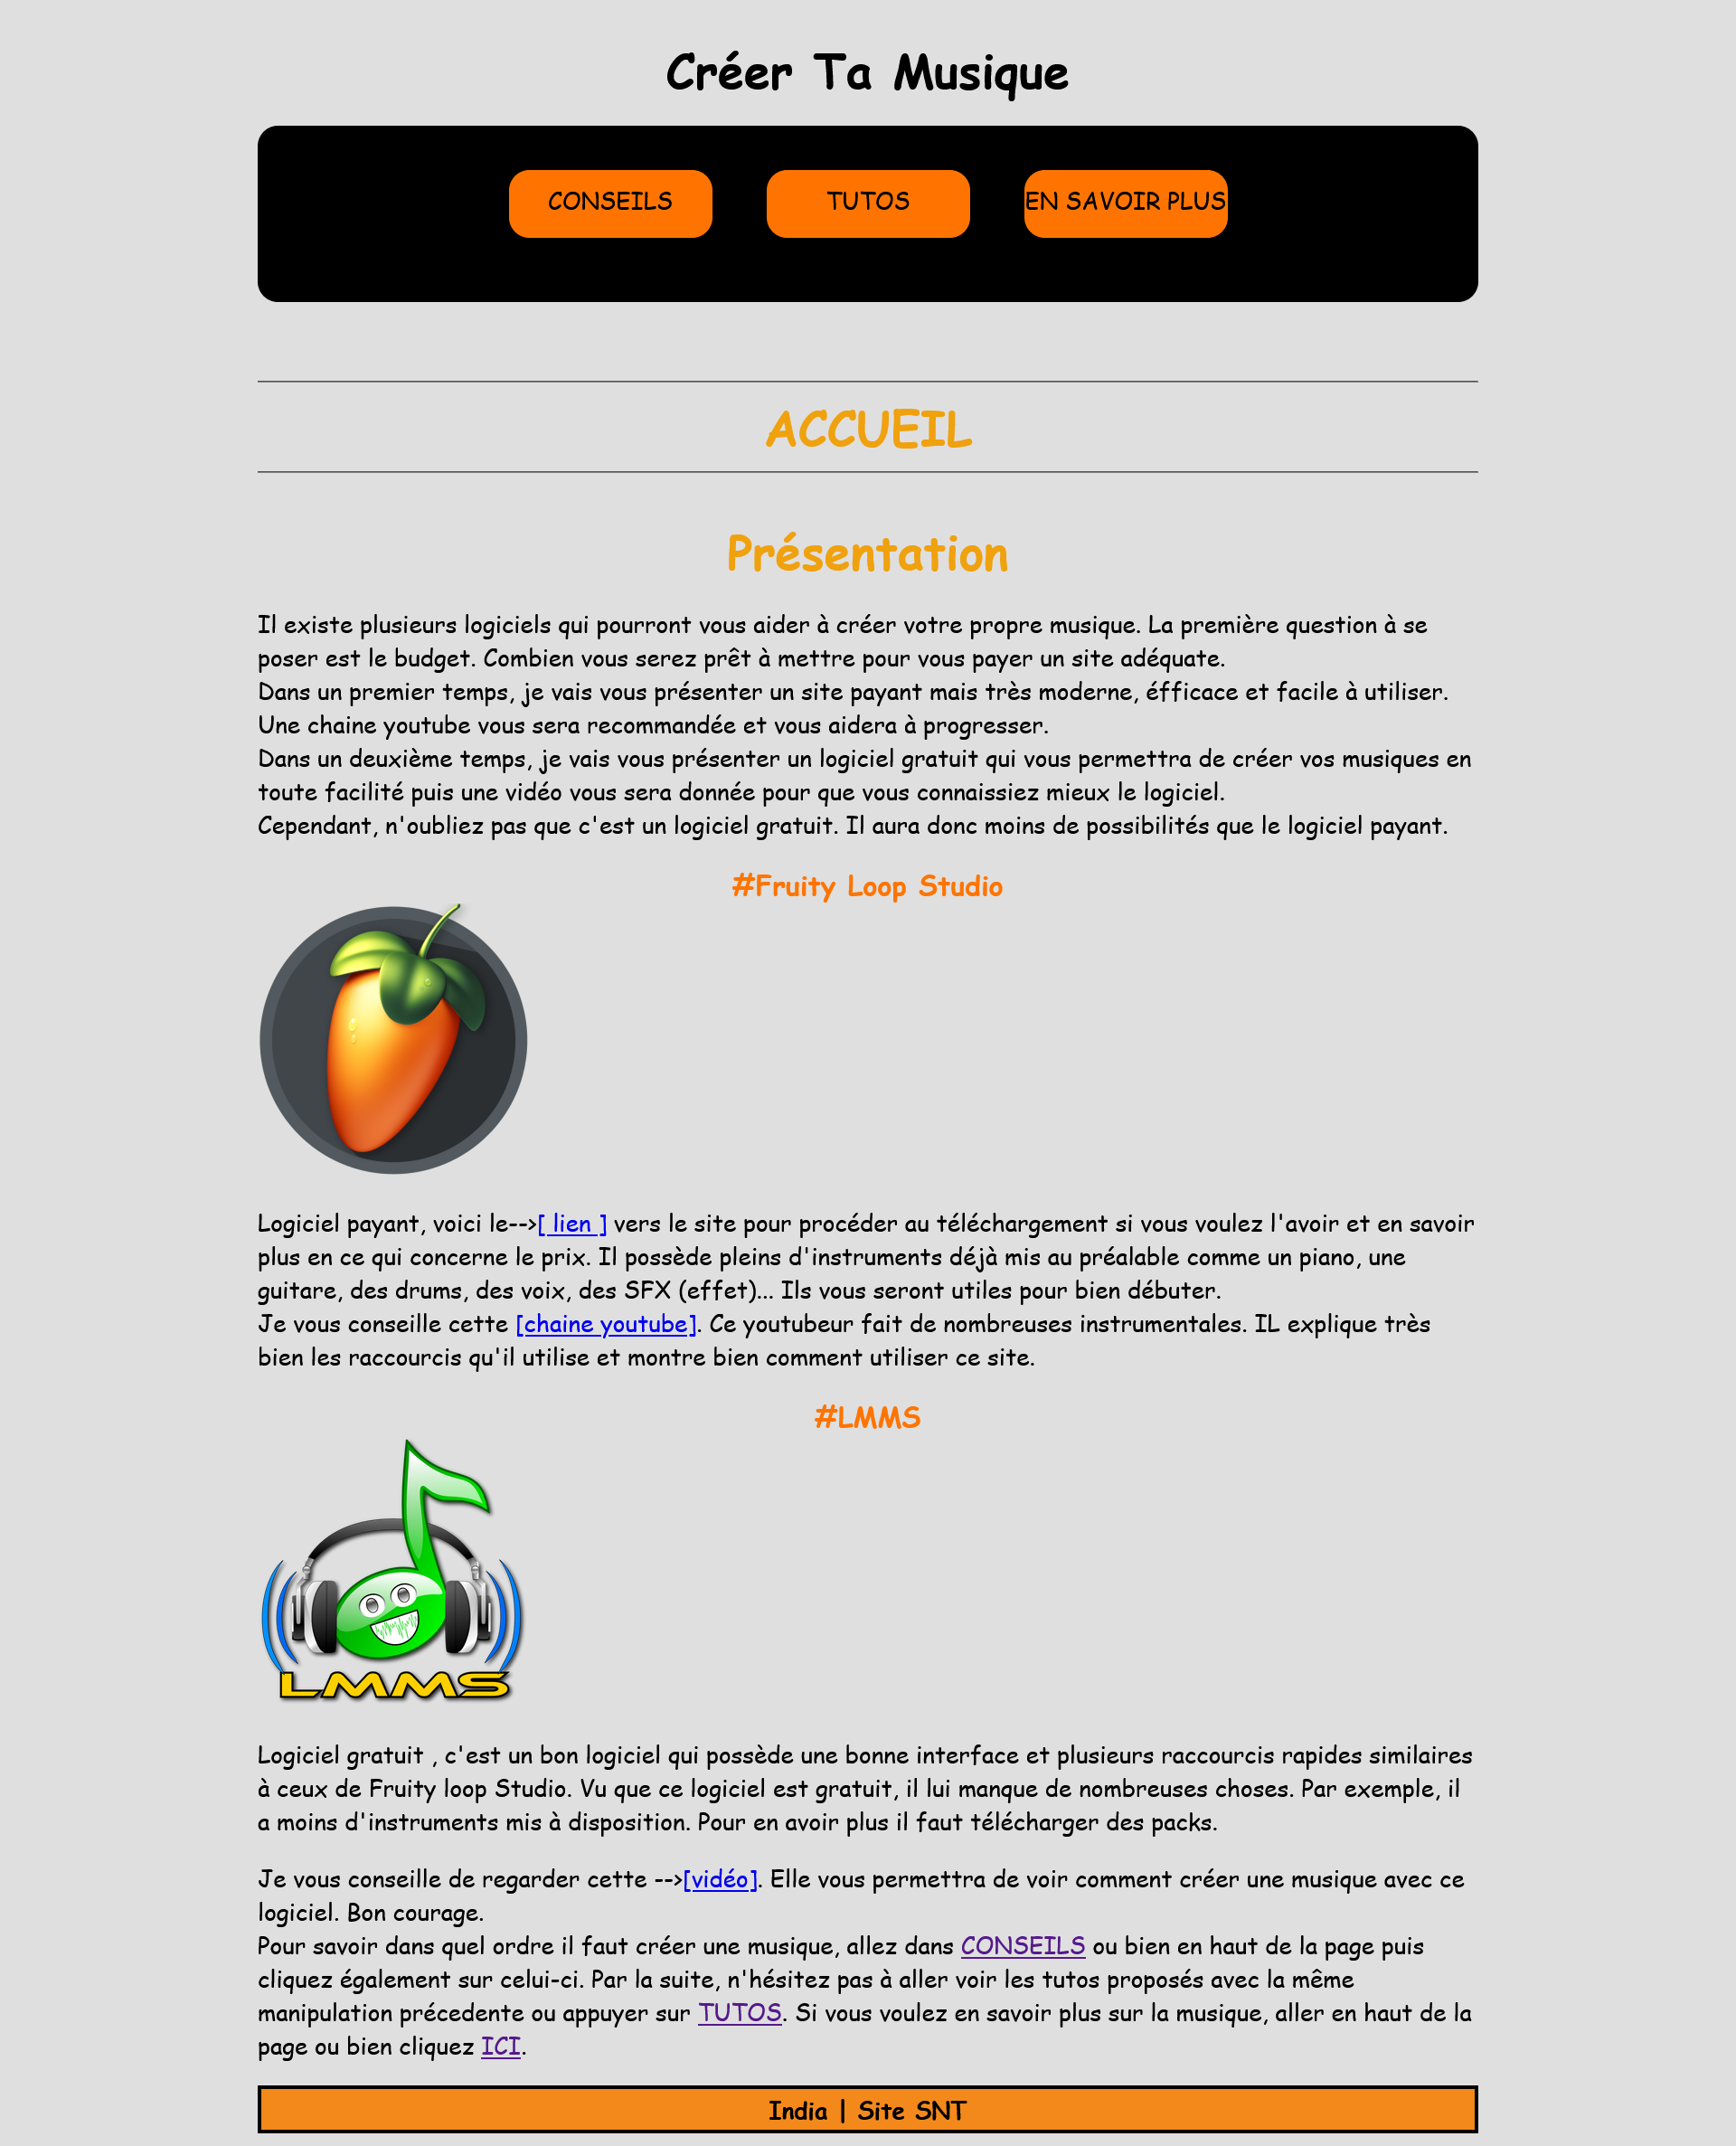 Créer Ta Musique
CONSEILS
TUTOS
EN SAVOIR PLUS
ACCUEIL
Présentation
Il existe plusieurs logiciels qui pourront vous aider à créer votre propre musique. La première question à se
poser est le budget. Combien vous serez prêt à mettre pour vous payer un site adéquate.
Dans un premier temps, je vais vous présenter un site payant mais très moderne, éfficace et facile à utiliser.
Une chaine youtube vous sera recommandée et vous aidera à progresser.
Dans un deuxième temps, je vais vous présenter un logiciel gratuit qui vous permettra de créer vos musiques en
toute facilité puis une vidéo vous sera donnée pour que vous connaissiez mieux le logiciel.
Cependant, n'oubliez pas que c'est un logiciel gratuit. Il aura donc moins de possibilités que le logiciel payant.
#Fruity Loop Studio
Logiciel payant, voici le-->[ lien ] vers le site pour procéder au téléchargement si vous voulez l'avoir et en savoir
plus en ce qui concerne le prix. Il possède pleins d'instruments déjà mis au préalable comme un piano, une
guitare, des drums, des voix, des SFX (effet)... Ils vous seront utiles pour bien débuter.
Je vous conseille cette [chaine youtube]. Ce youtubeur fait de nombreuses instrumentales. IL explique très
bien les raccourcis qu'il utilise et montre bien comment utiliser ce site.
#LMMS
LMMS
Logiciel gratuit , c'est un bon logiciel qui possède une bonne interface et plusieurs raccourcis rapides similaires
à ceux de Fruity loop Studio. Vu que ce logiciel est gratuit, il lui manque de nombreuses choses. Par exemple, il
a moins d'instruments mis à disposition. Pour en avoir plus il faut télécharger des packs.
Je vous conseille de regarder cette -->[vidéo]. Elle vous permettra de voir comment créer une musique avec ce
logiciel. Bon courage.
Pour savoir dans quel ordre il faut créer une musique, allez dans CONSEILS ou bien en haut de la page puis
cliquez également sur celui-ci. Par la suite, n'hésitez pas à aller voir les tutos proposés avec la même
manipulation précedente ou appuyer sur TUTOS. Si vous voulez en savoir plus sur la musique, aller en haut de la
page ou bien cliquez ICI.
India | Site SNT